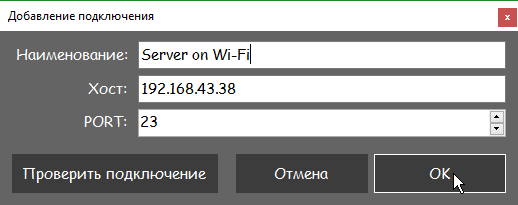 Добавление подключения
Наименование: Server on Wi-Fi
Хост: 192.168.43.38
PORT: 23
Проверить подключение Отмена OK